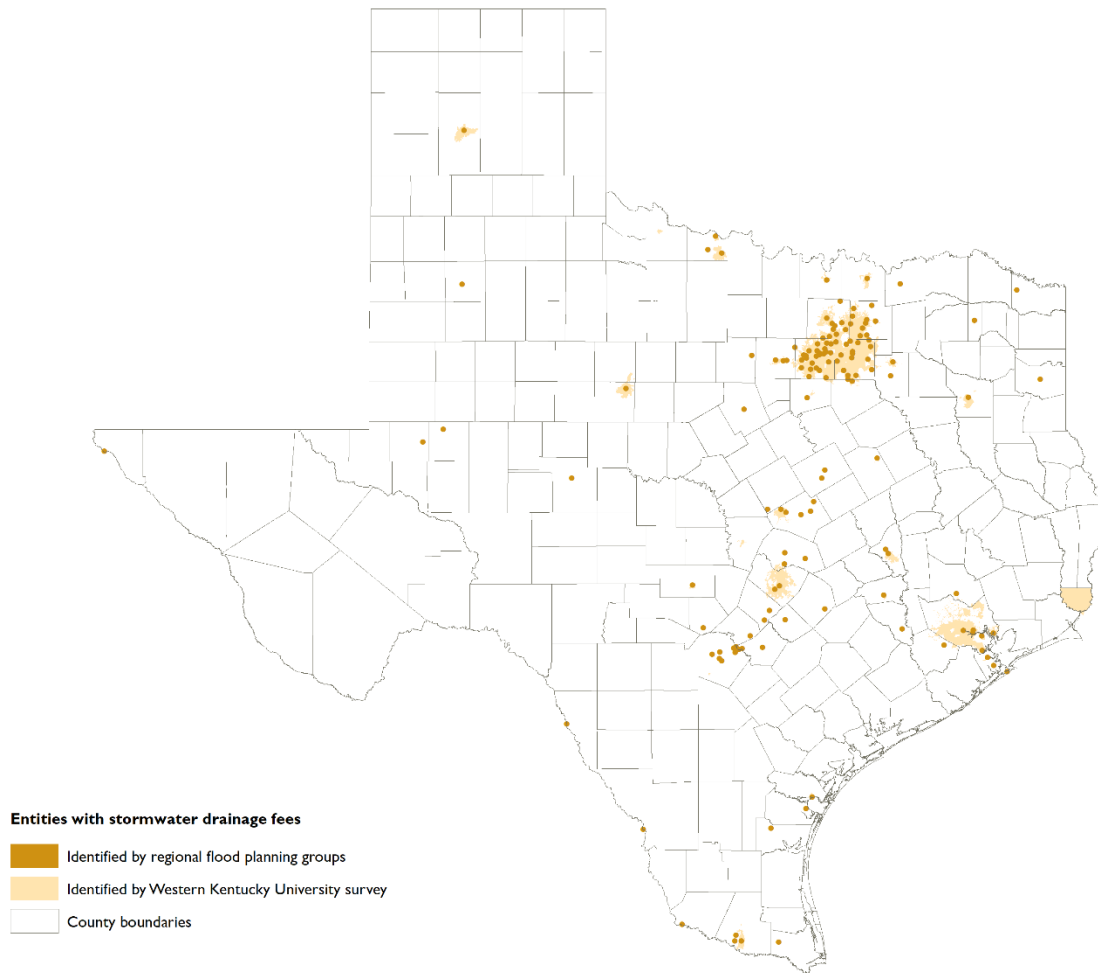 Entities with stormwater drainage fees
Identified by regional flood planning groups
Identified by Western Kentucky University survey
County boundaries